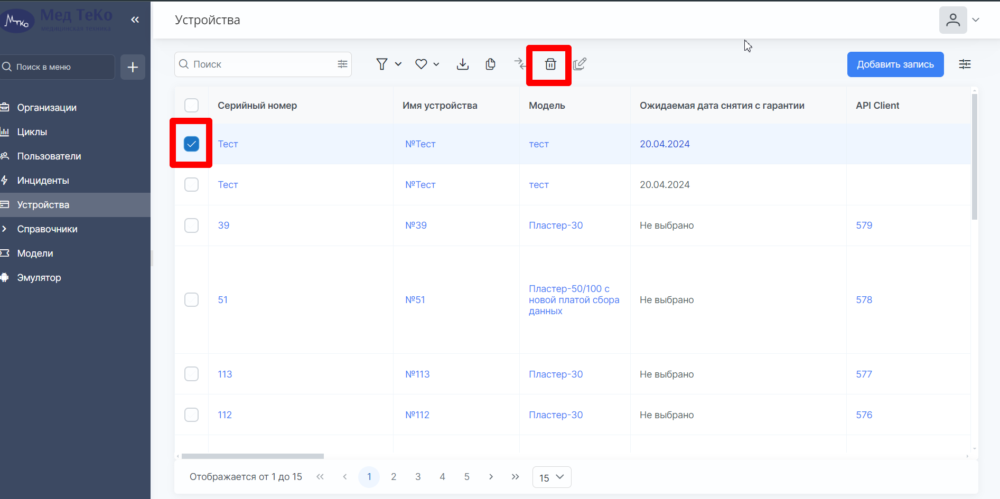 Мед ТеКо
медицинская техника
Поиск в меню
Организации
Циклы
Пользователи
Инциденты
Устройства
Справочники
Модели
Эмулятор
Устройства
Поиск
Добавить запись
Серийный номер Имя устройства Модель Ожидаемая дата снятия с гарантии API Client
Тест №Тест тест 20.04.2024
Тест №Тест тест 20.04.2024
39 №39 Пластер-30 Не выбрано 579
51 №51 Пластер-50/100 с
новой платой сбора
данных Не выбрано 578
113 №113 Пластер-30 Не выбрано 577
112 №112 Пластер-30 Не выбрано 576
Отображается от 1 до 15 1 2 3 4 5 15